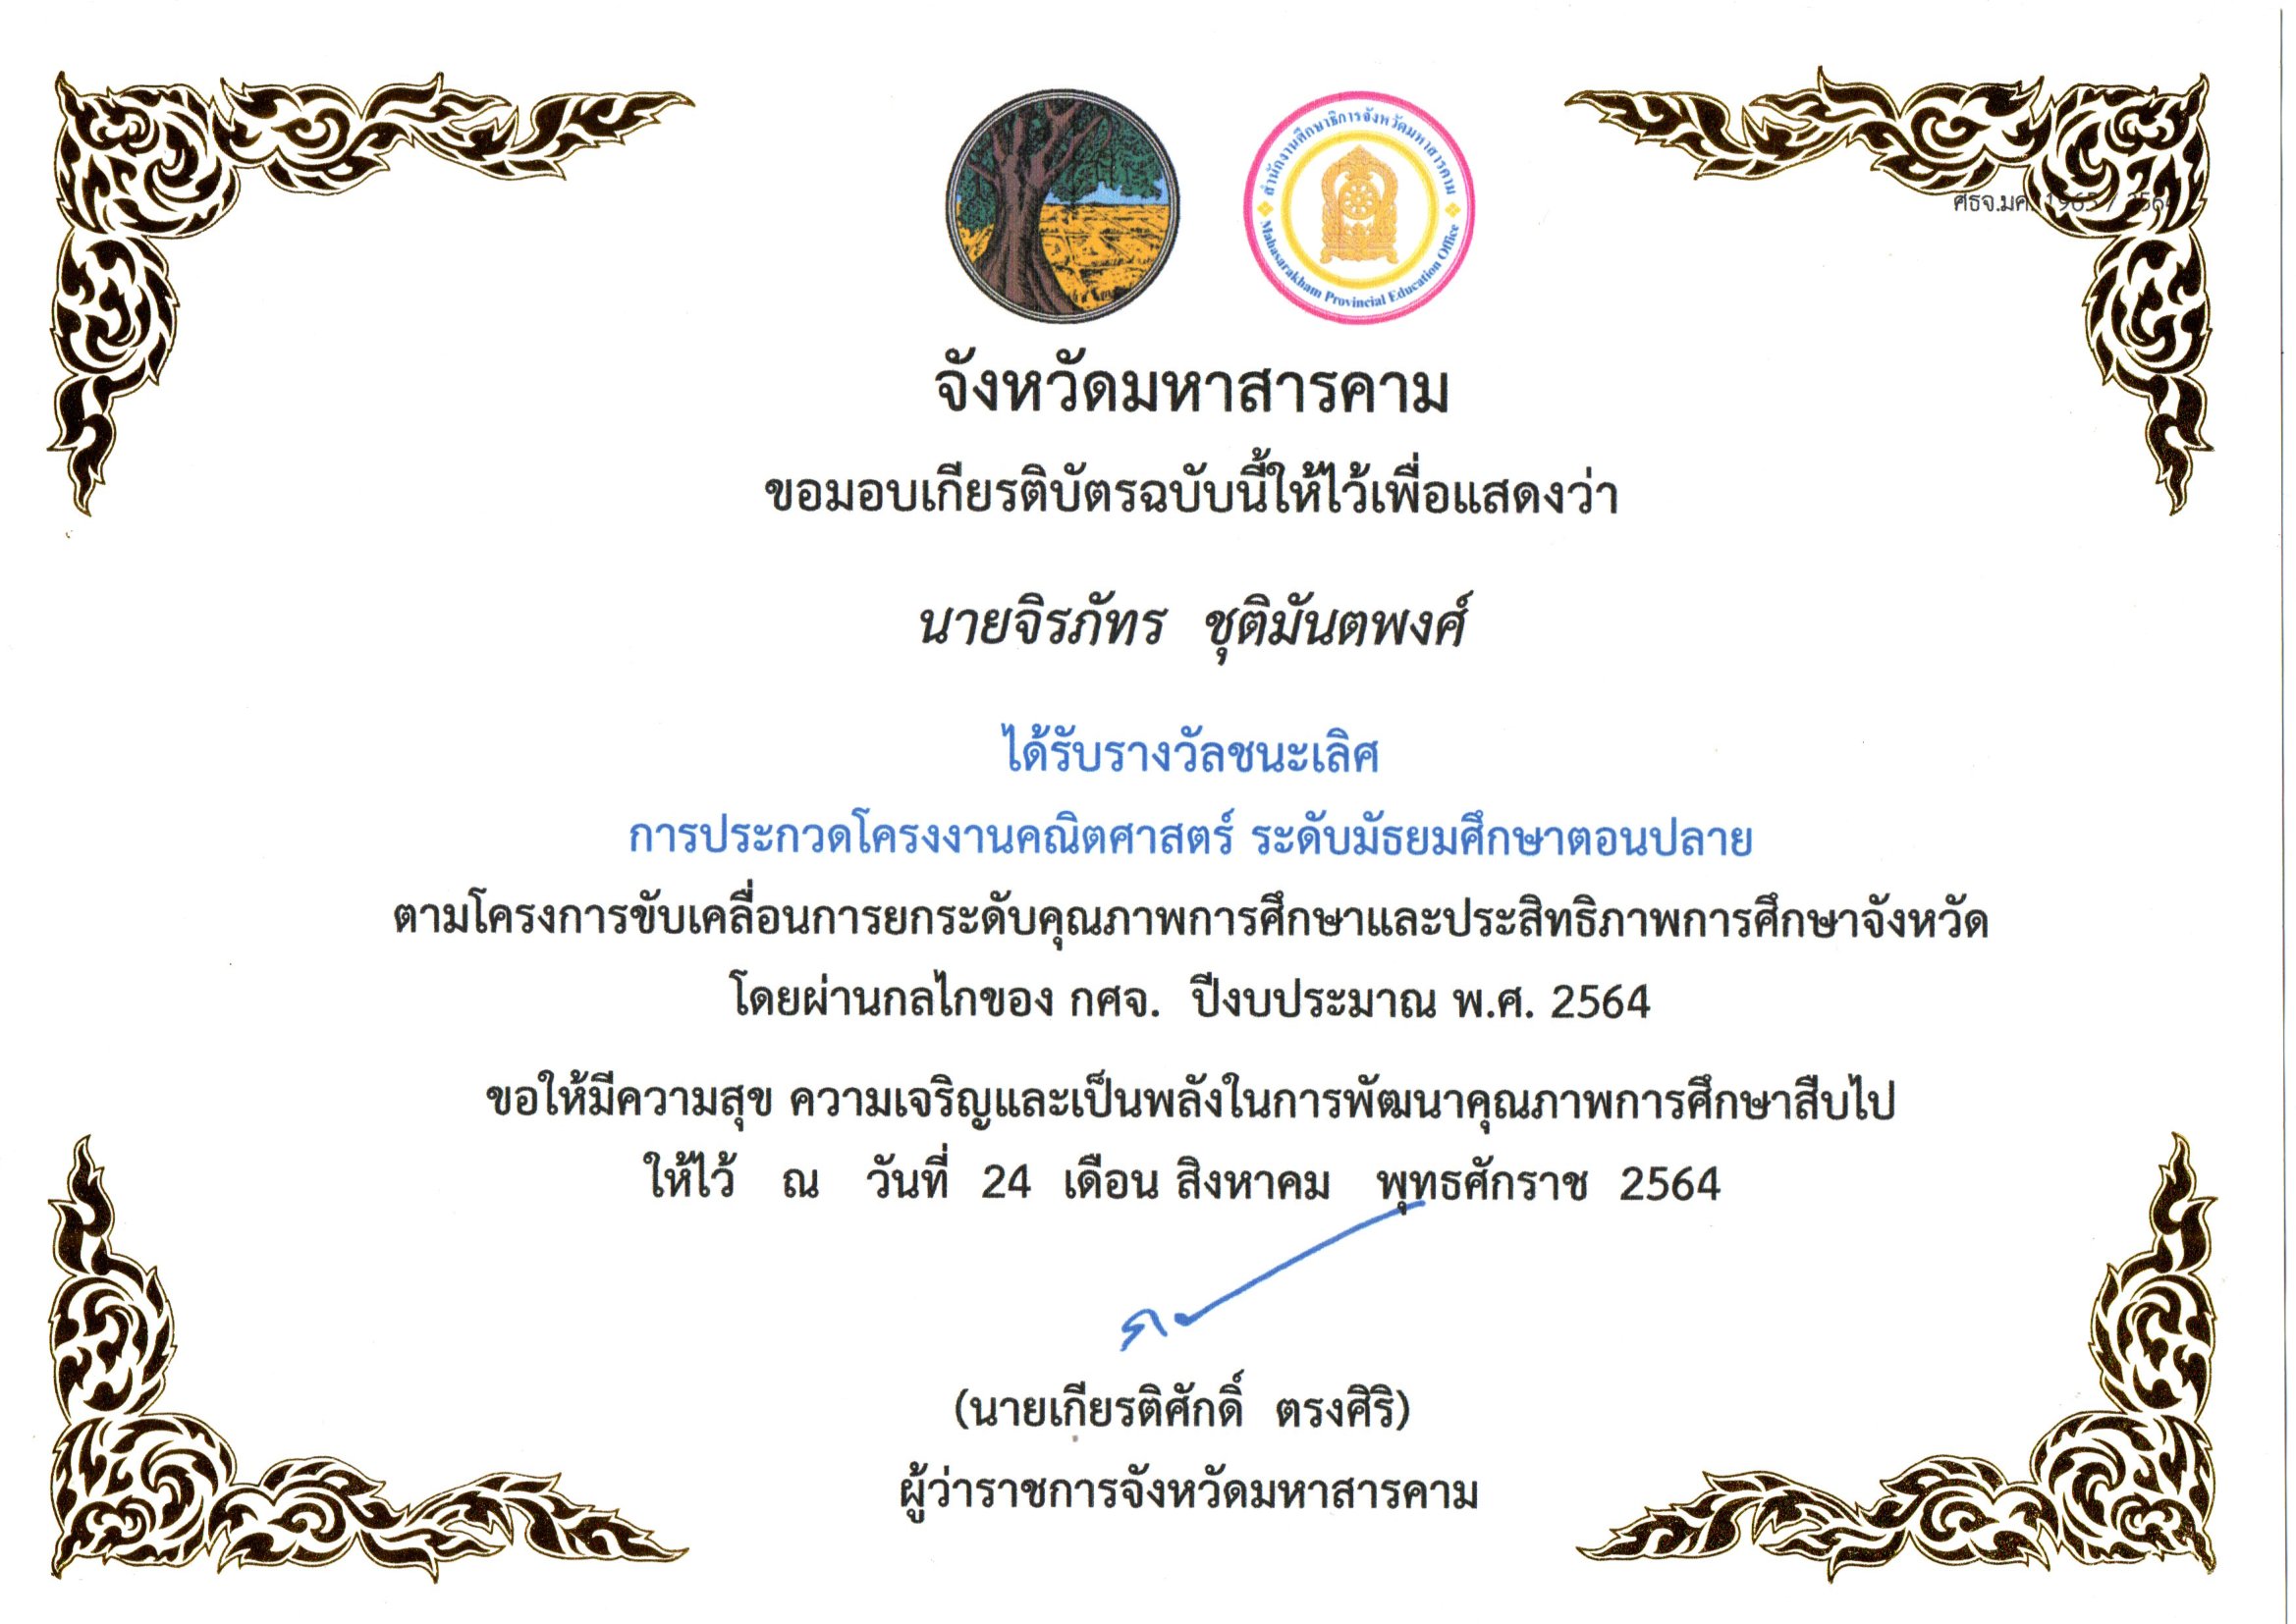 สำนักงานศึกษาธิการจังหวัดมหาสารคาม
Mahasarakham Provincial Education Office
ศธจ.มค.
จังหวัดมหาสารคาม
ขอมอบเกียรติบัตรฉบับนี้ให้ไว้เพื่อแสดงว่า
นายจิรภัทร ชุติมันตพงศ์
ได้รับรางวัลชนะเลิศ
การประกวดโครงงานคณิตศาสตร์ ระดับมัธยมศึกษาตอนปลาย
ตามโครงการขับเคลื่อนการยกระดับคุณภาพการศึกษาและประสิทธิภาพการศึกษาจังหวัด
โดยผ่านกลไกของ กศจ. ปีงบประมาณ พ.ศ. 2564
ขอให้มีความสุข ความเจริญและเป็นพลังในการพัฒนาคุณภาพการศึกษาสืบไป
ให้ไว้ ณ วันที่ 24 เดือน สิงหาคม พุทธศักราช 2564
(นายเกียรติศักดิ์ ตรงศิริ)
ผู้ว่าราชการจังหวัดมหาสารคาม